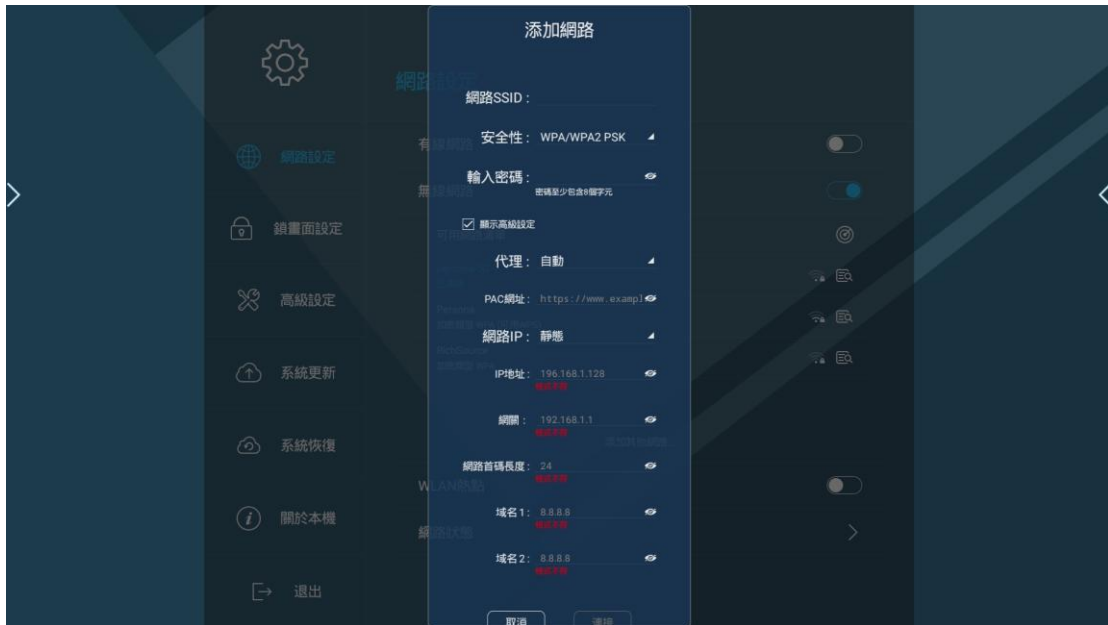 添加網路
網路SSID :
安全性 : WPA/WPA2 PSK
輸入密碼 :
密碼至少包含8個字元
顯示高級設定
代理 : 自動
PAC網址 : https://www.exampl
網路IP : 靜態
IP地址 : 196.168.1.128
網關 : 192.168.1.1
網路首碼長度 : 24
域名1 : 8.8.8.8
域名2 : 8.8.8.8
取消
連接
網路設定
鎖畫面設定
高級設定
系統更新
系統恢復
關於本機
退出
網路設定
有線網路
無線網路
WLAN熱點
網路狀態